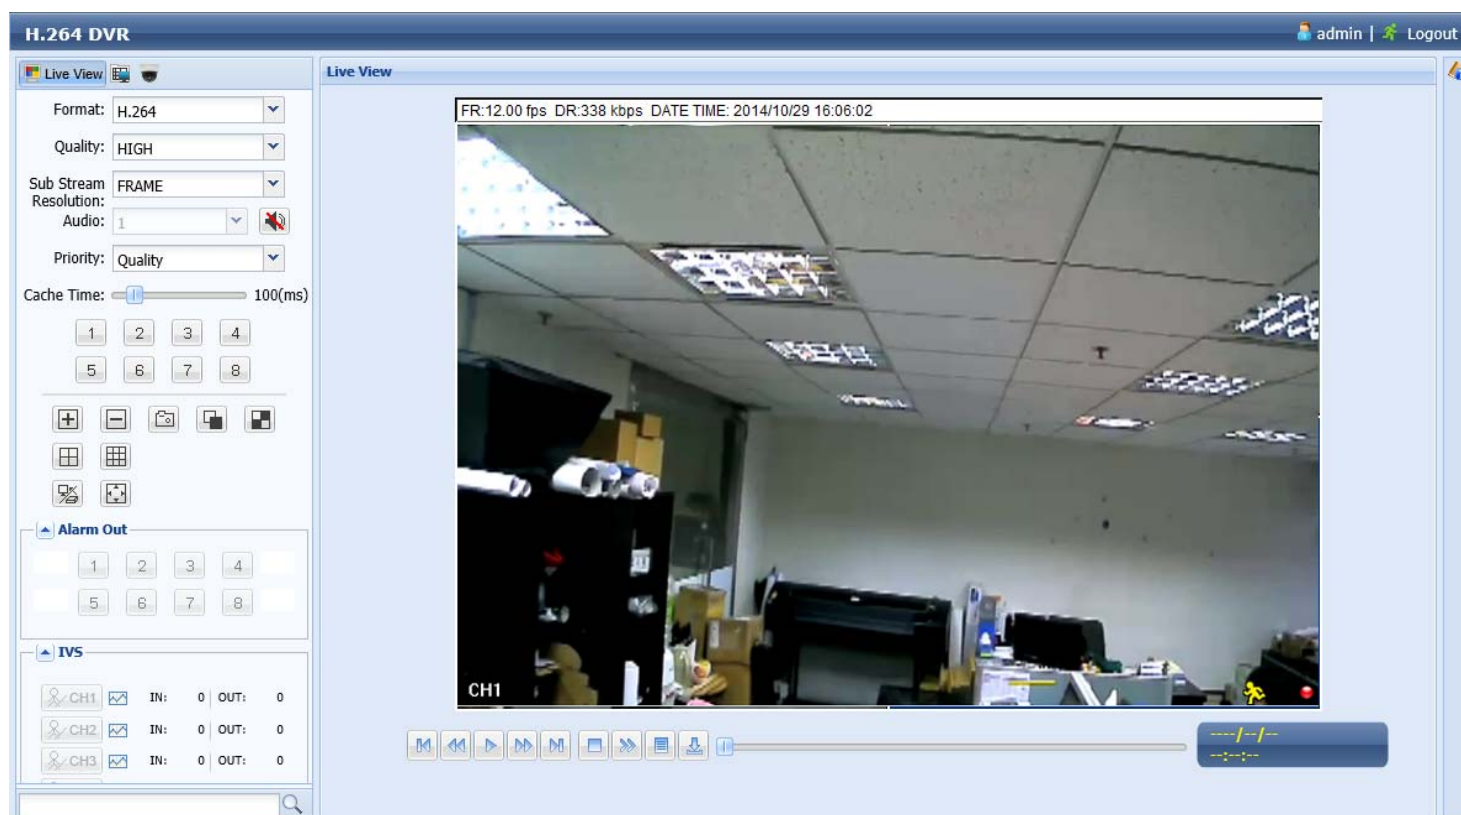 H.264 DVR
admin | Logout
Live View
Live View
Format: H.264
Quality: HIGH
Sub Stream Resolution: FRAME
Audio: 1
Priority: Quality
Cache Time: 100(ms)
1 2 3 4
5 6 7 8
Alarm Out
1 2 3 4
5 6 7 8
IVS
CH1 IN: 0 OUT: 0
CH2 IN: 0 OUT: 0
CH3 IN: 0 OUT: 0
FR:12.00 fps DR:338 kbps DATE TIME: 2014/10/29 16:06:02
CH1
----/--/--
--:--:--